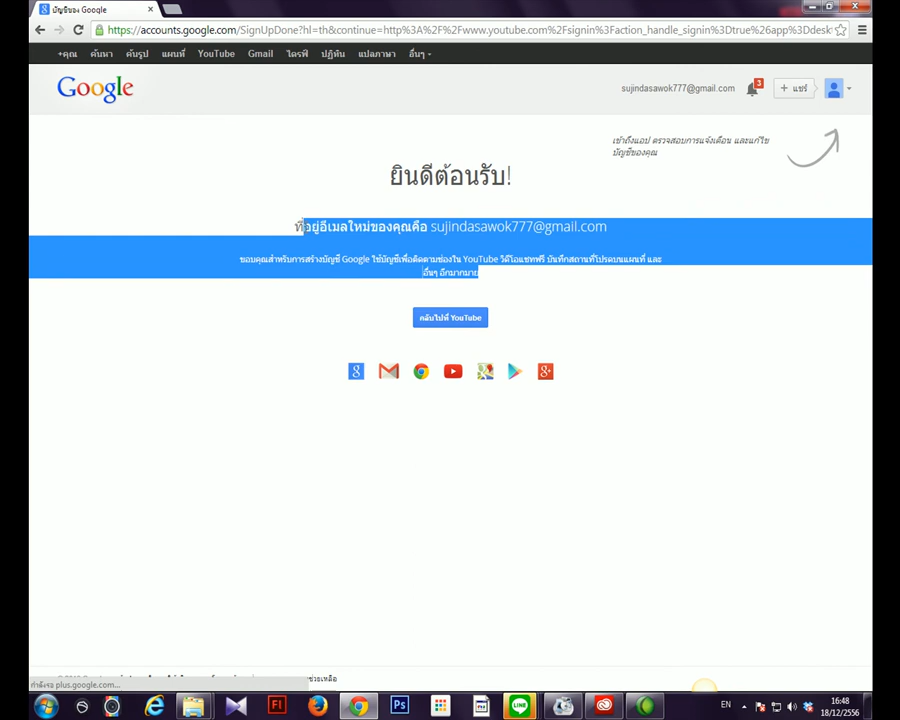 บัญชีของ Google
https://accounts.google.com/SignUpDone?hl=th&continue=http%3A%2F%2Fwww.youtube.com%2Fsignin%3Faction_handle_signin%3Dtrue%26app%3Ddesk
+คุณ ค้นหา ค้นรูป แผนที่ YouTube Gmail ไดรฟ์ ปฏิทิน แปลภาษา อื่นๆ
Google
sujindasawok777@gmail.com 3 + แชร์
เข้าถึงแอป ตรวจสอบการแจ้งเตือน และแก้ไข
บัญชีของคุณ
ยินดีต้อนรับ!
ที่อยู่อีเมลใหม่ของคุณคือ sujindasawok777@gmail.com
ขอบคุณสำหรับการสร้างบัญชี Google ใช้บัญชีเพื่อติดตามช่องใน YouTube วิดีโอแชทฟรี บันทึกสถานที่โปรดบนแผนที่ และ
อื่นๆ อีกมากมาย
กลับไปที่ YouTube
8 8+
ช่วยเหลือ
กำลังรอ plus.google.com...
Fl Ps LINE
EN 16:48
18/12/2556